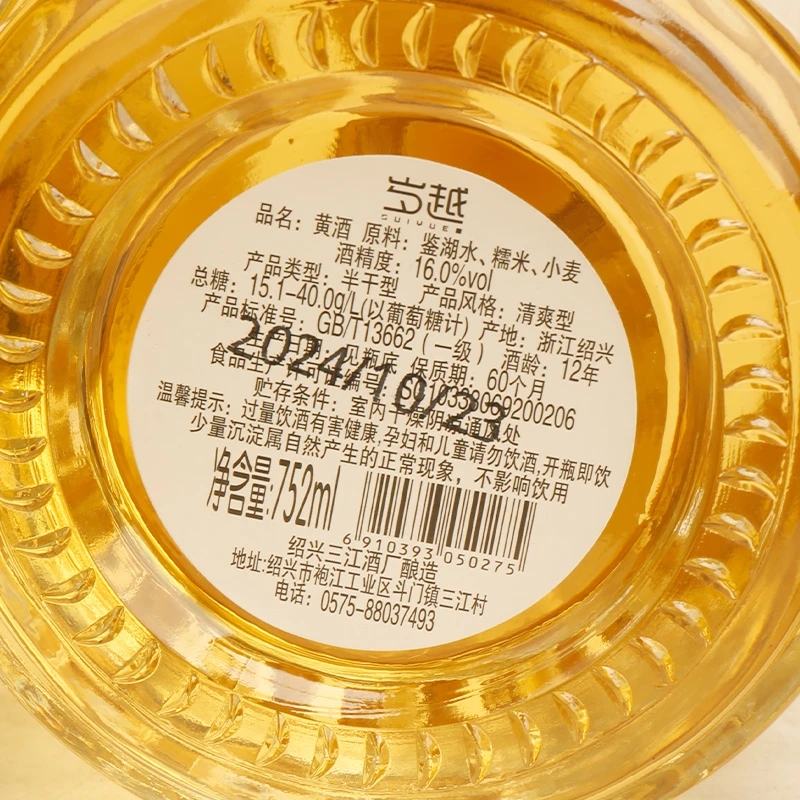 岁越
SUIYUE
品名：黄酒 原料：鉴湖水、糯米、小麦
酒精度：16.0%vol
产品类型：半干型 产品风格：清爽型
总糖：15.1-40.0g/L(以葡萄糖计) 产地：浙江绍兴
产品标准号：GB/T13662（一级） 酒龄：12年
见瓶底 保质期：60个月
2024/10/23
食品生
贮存条件：室内
温馨提示：过量饮酒有害健康,孕妇和儿童请勿饮酒,开瓶即饮
少量沉淀属自然产生的正常现象，不影响饮用
净含量:752ml
6 910393 050275
绍兴三江酒厂酿造
地址:绍兴市袍江工业区斗门镇三江村
电话：0575-88037493